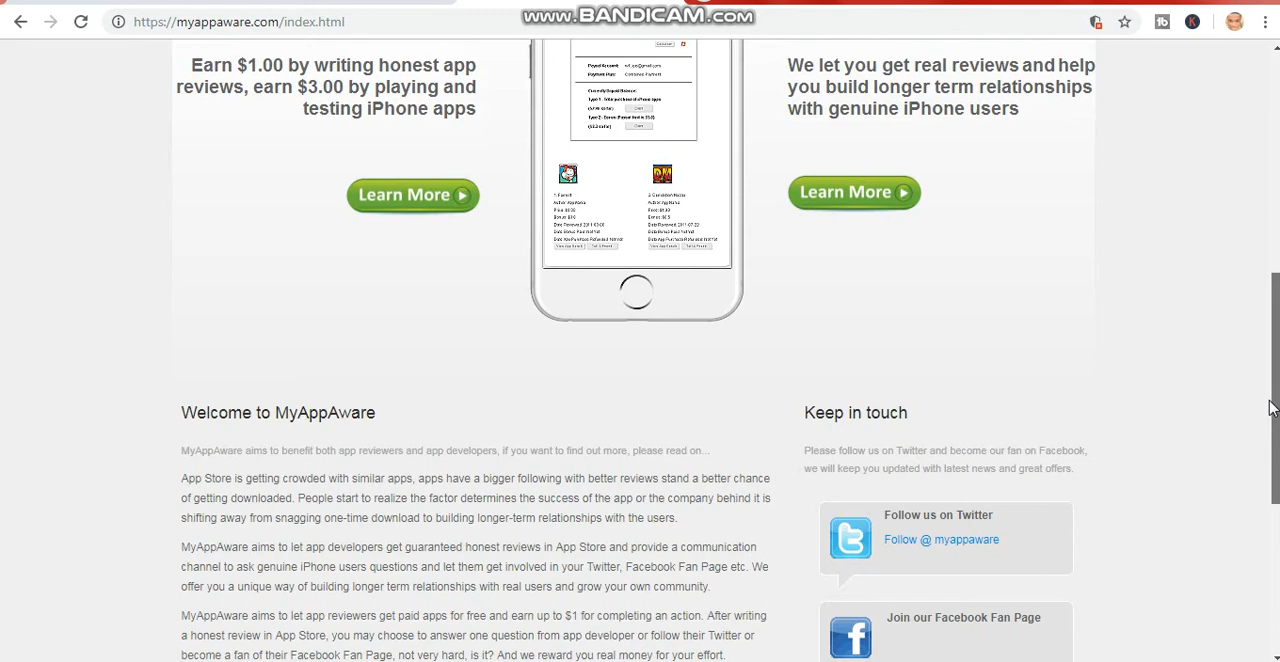 www.BANDICAM.com
https://myappaware.com/index.html
Earn $1.00 by writing honest app
reviews, earn $3.00 by playing and
testing iPhone apps
Learn More
We let you get real reviews and help
you build longer term relationships
with genuine iPhone users
Learn More
Welcome to MyAppAware
MyAppAware aims to benefit both app reviewers and app developers, if you want to find out more, please read on...
App Store is getting crowded with similar apps, apps have a bigger following with better reviews stand a better chance
of getting downloaded. People start to realize the factor determines the success of the app or the company behind it is
shifting away from snagging one-time download to building longer-term relationships with the users.
MyAppAware aims to let app developers get guaranteed honest reviews in App Store and provide a communication
channel to ask genuine iPhone users questions and let them get involved in your Twitter, Facebook Fan Page etc. We
offer you a unique way of building longer term relationships with real users and grow your own community.
MyAppAware aims to let app reviewers get paid apps for free and earn up to $1 for completing an action. After writing
a honest review in App Store, you may choose to answer one question from app developer or follow their Twitter or
become a fan of their Facebook Fan Page, not very hard, is it? And we reward you real money for your effort.
Keep in touch
Please follow us on Twitter and become our fan on Facebook,
we will keep you updated with latest news and great offers.
Follow us on Twitter
Follow @ myappaware
Join our Facebook Fan Page